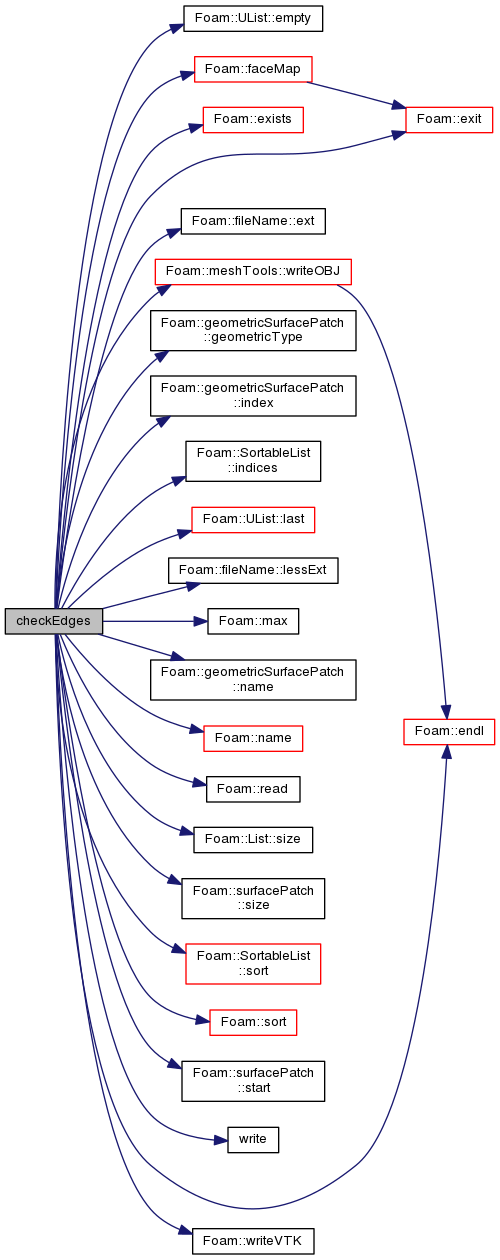 Foam::UList::empty
Foam::faceMap
Foam::exists
Foam::exit
Foam::fileName::ext
Foam::meshTools::writeOBJ
Foam::geometricSurfacePatch
::geometricType
Foam::geometricSurfacePatch
::index
Foam::SortableList
::indices
Foam::UList::last
Foam::fileName::lessExt
checkEdges
Foam::max
Foam::geometricSurfacePatch
::name
Foam::name
Foam::endl
Foam::read
Foam::List::size
Foam::surfacePatch
::size
Foam::SortableList
::sort
Foam::sort
Foam::surfacePatch
::start
write
Foam::writeVTK